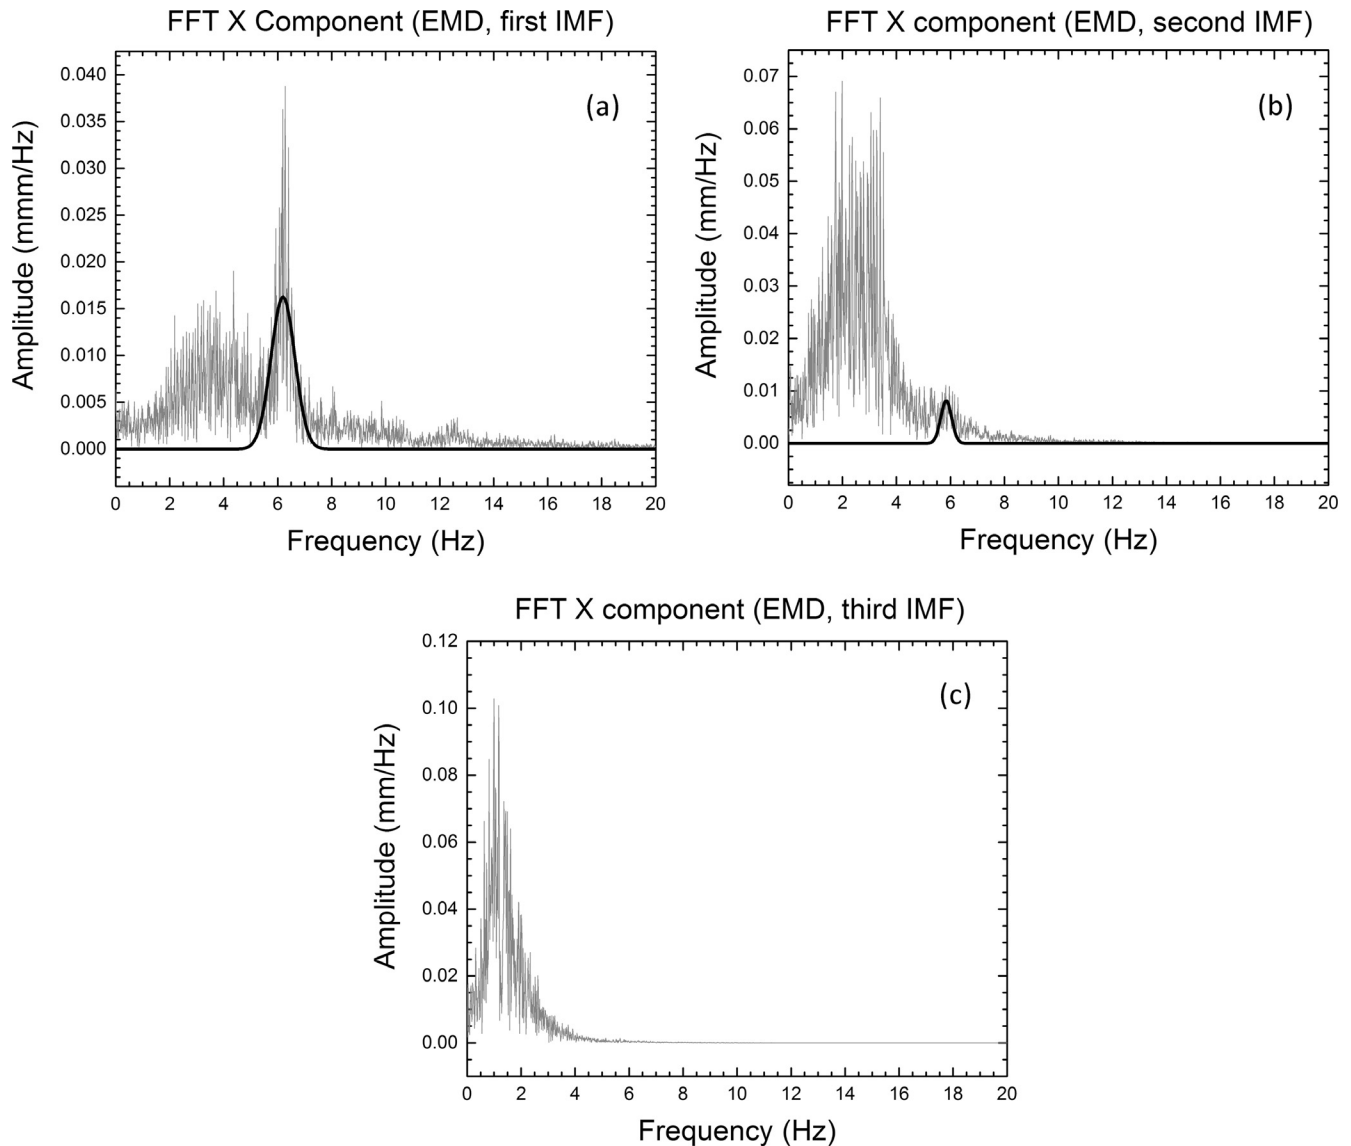 FFT X Component (EMD, first IMF)
(a)
Amplitude (mmm/Hz)
0.040
0.035
0.030
0.025
0.020
0.015
0.010
0.005
0.000
0 2 4 6 8 10 12 14 16 18 20
Frequency (Hz)
FFT X component (EMD, second IMF)
(b)
Amplitude (mm/Hz)
0.07
0.06
0.05
0.04
0.03
0.02
0.01
0.00
0 2 4 6 8 10 12 14 16 18 20
Frequency (Hz)
FFT X component (EMD, third IMF)
(c)
Amplitude (mm/Hz)
0.12
0.10
0.08
0.06
0.04
0.02
0.00
0 2 4 6 8 10 12 14 16 18 20
Frequency (Hz)